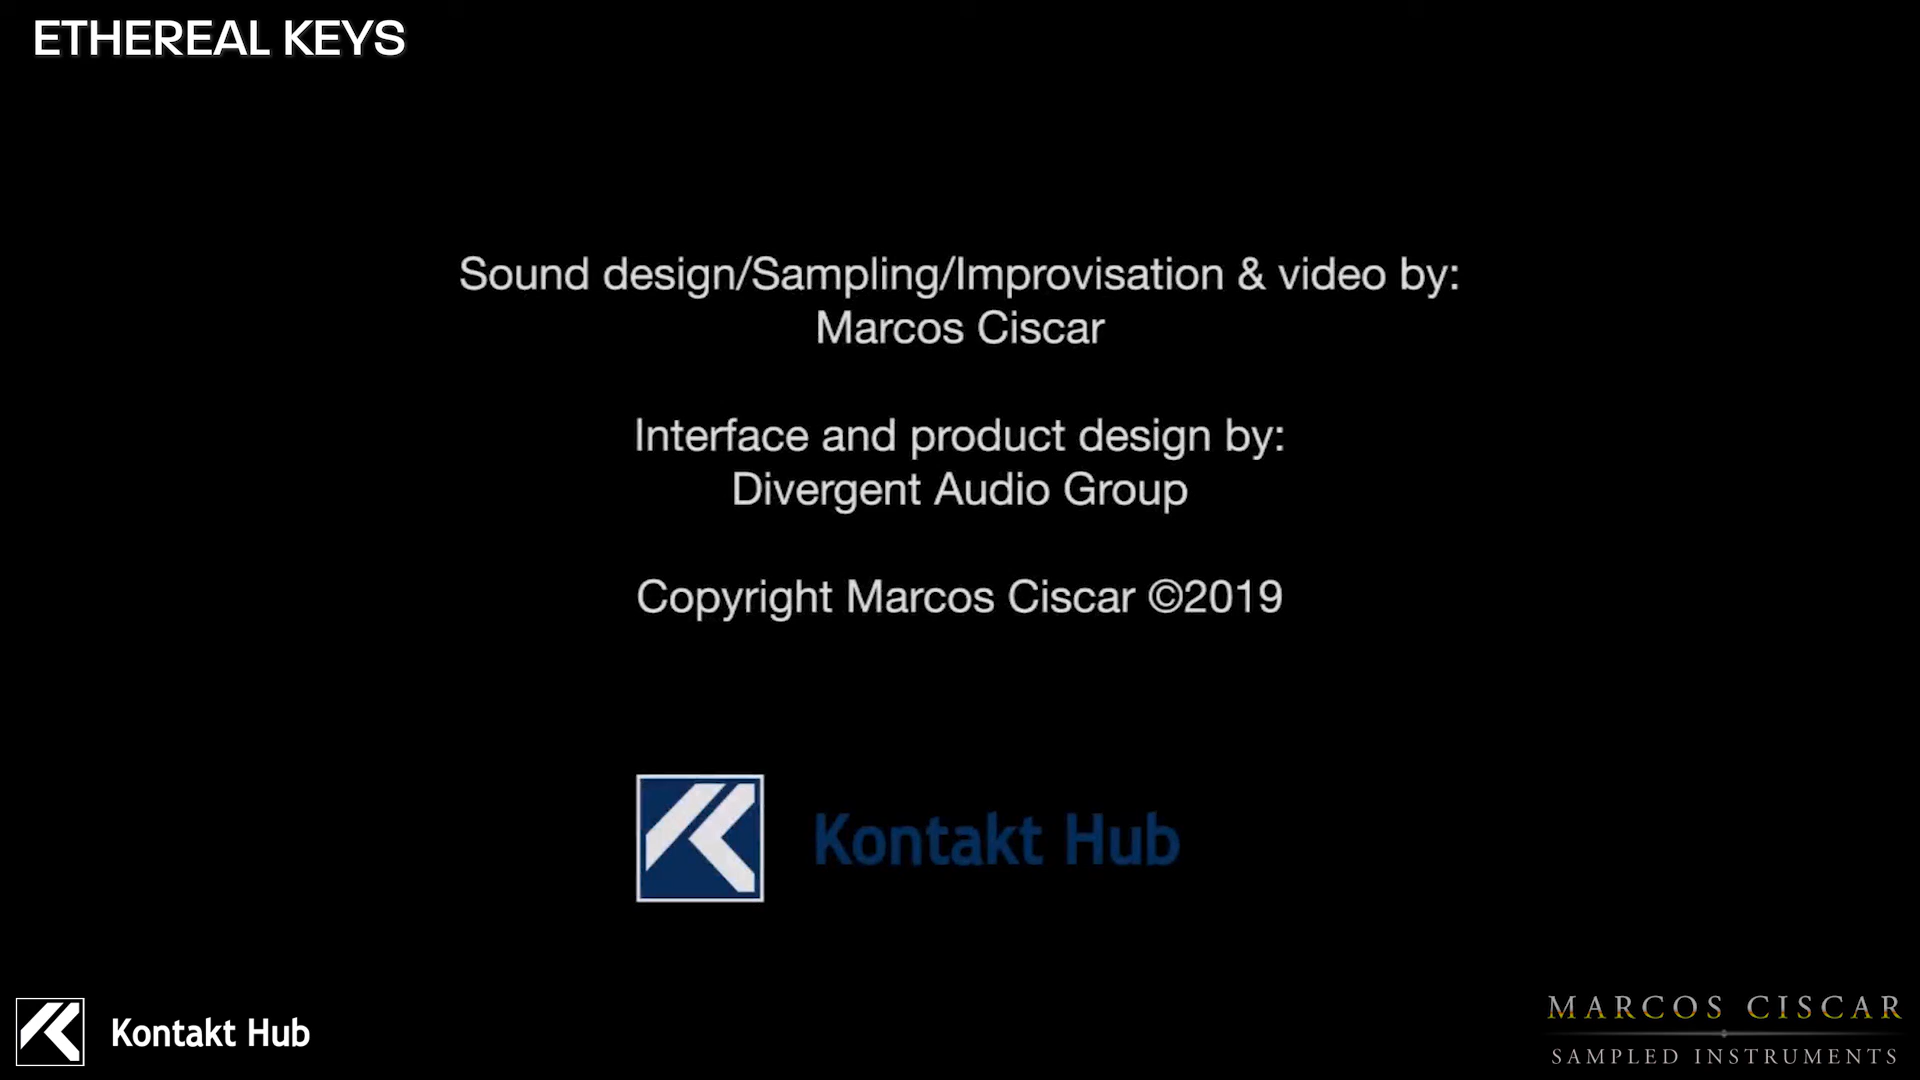 ETHEREAL KEYS
Sound design/Sampling/Improvisation & video by:
Marcos Ciscar
Interface and product design by:
Divergent Audio Group
Copyright Marcos Ciscar ©2019
Kontakt Hub
Kontakt Hub
MARCOS CISCAR
SAMPLED INSTRUMENTS